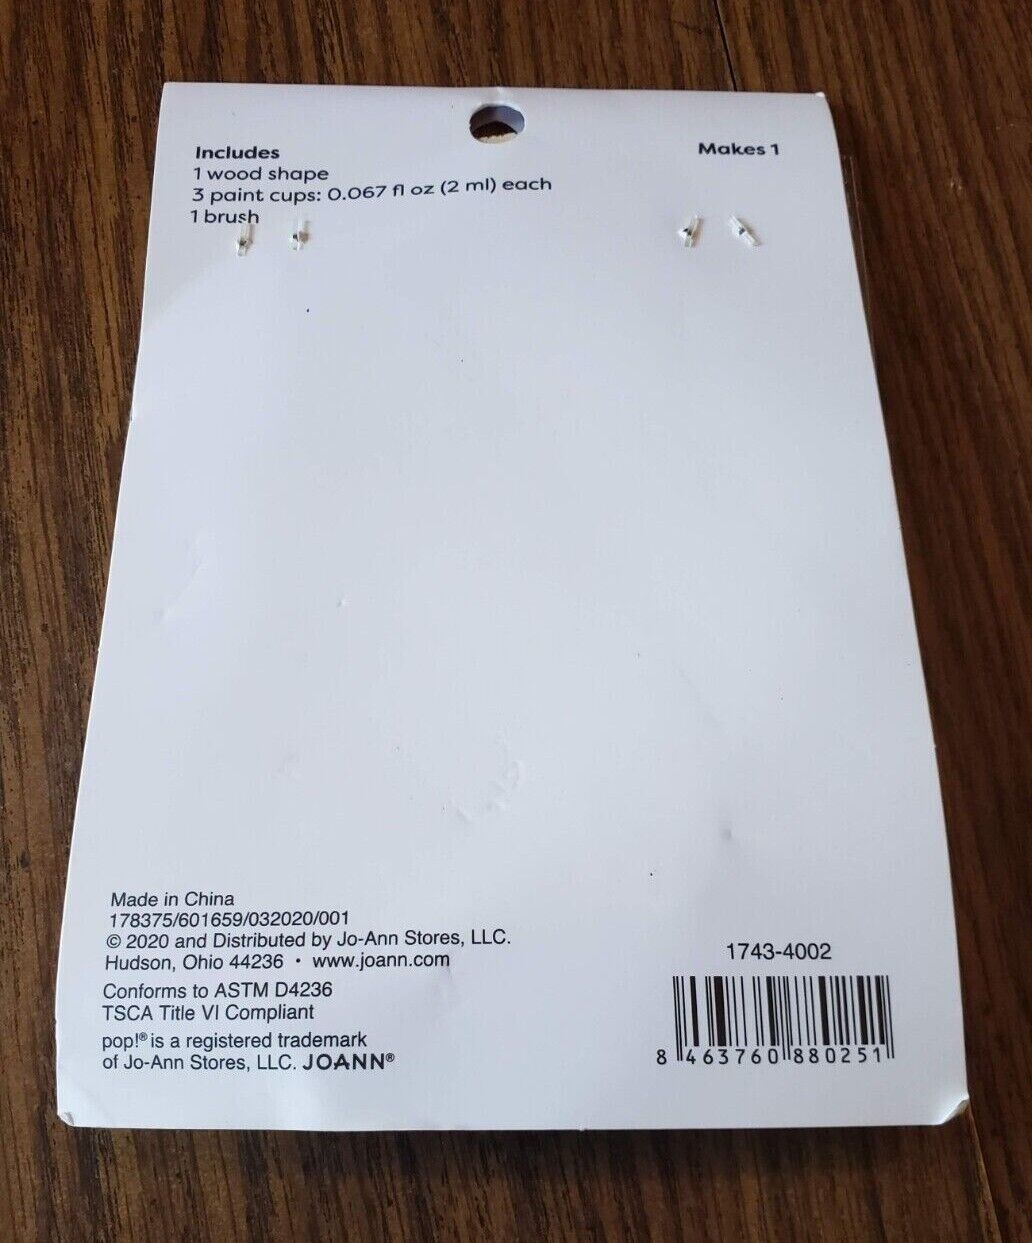 Includes
1 wood shape
3 paint cups: 0.067 fl oz (2 ml) each
1 brush
Makes 1
Made in China
178375/601659/032020/001
© 2020 and Distributed by Jo-Ann Stores, LLC.
Hudson, Ohio 44236 • www.joann.com
Conforms to ASTM D4236
TSCA Title VI Compliant
pop!® is a registered trademark
of Jo-Ann Stores, LLC. JOANN®
1743-4002
8 463760 880251